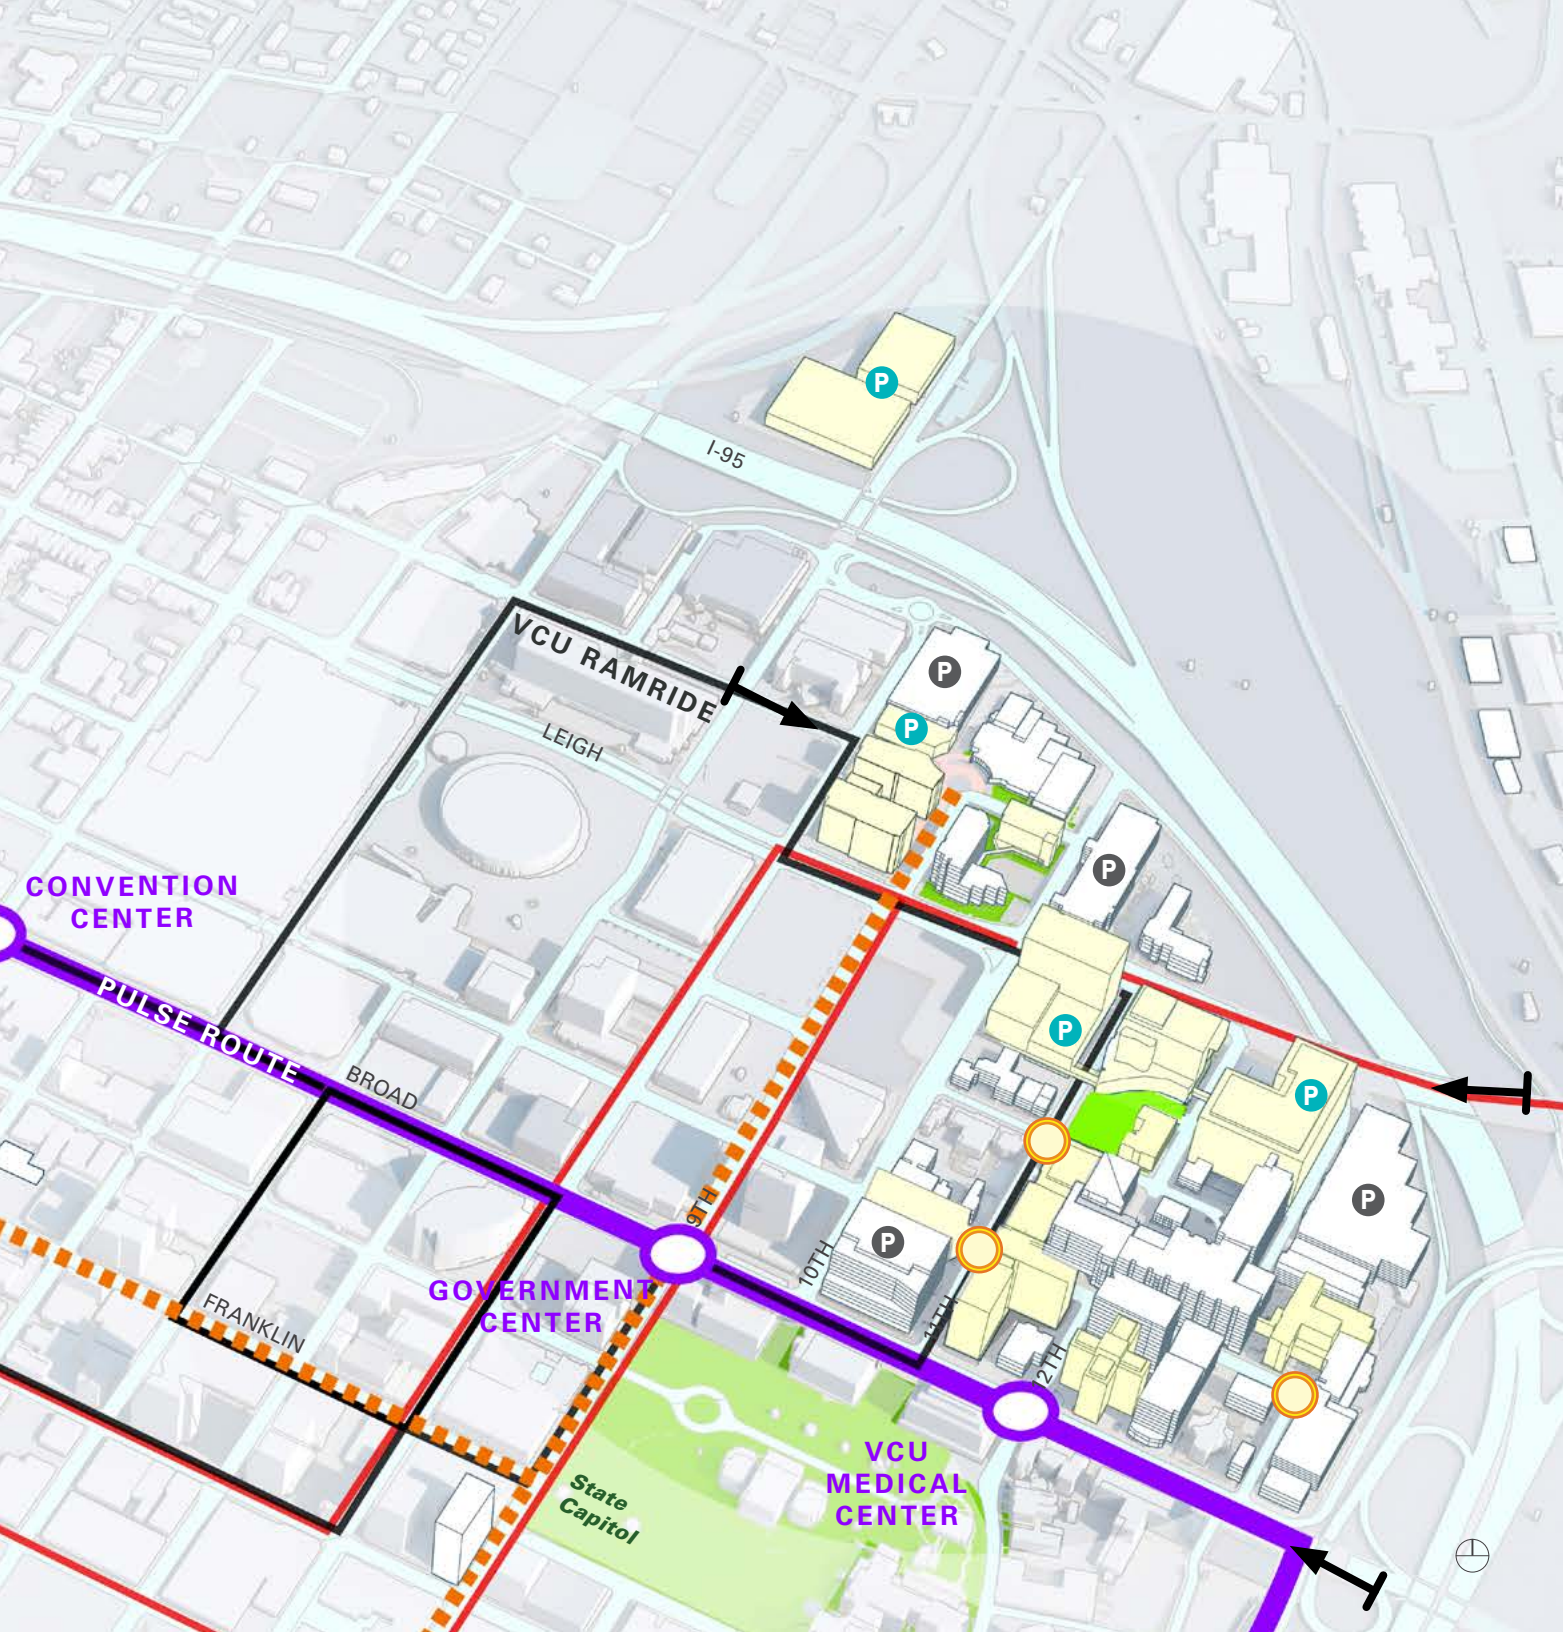 P
I-95
P
VCU RAMRIDE
P
LEIGH
P
CONVENTION
CENTER
PULSE ROUTE
P
BROAD
P
9TH
P
P
10TH
GOVERNMENT
CENTER
FRANKLIN
11TH
12TH
VCU
MEDICAL
CENTER
State
Capitol